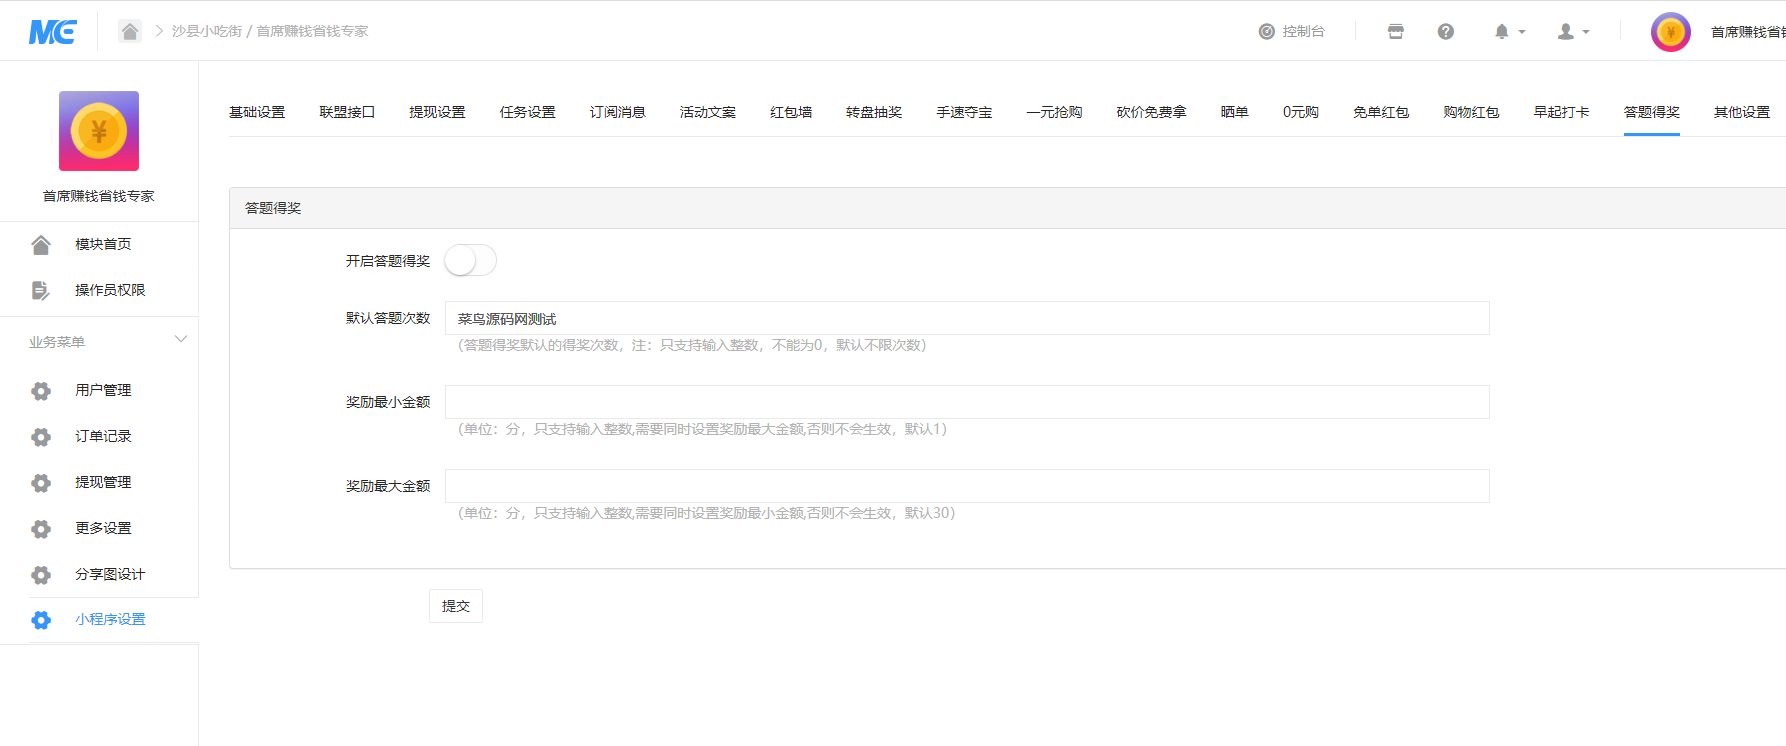 ME
沙县小吃街 / 首席赚钱省钱专家
控制台
首席赚钱省
首席赚钱省钱专家
模块首页
操作员权限
业务菜单
用户管理
订单记录
提现管理
更多设置
分享图设计
小程序设置
基础设置 联盟接口 提现设置 任务设置 订阅消息 活动文案 红包墙 转盘抽奖 手速夺宝 一元抢购 砍价免费拿 晒单 0元购 免单红包 购物红包 早起打卡 答题得奖 其他设置
答题得奖
开启答题得奖
默认答题次数 菜鸟源码网测试
(答题得奖默认的得奖次数，注：只支持输入整数，不能为0，默认不限次数)
奖励最小金额
(单位：分，只支持输入整数,需要同时设置奖励最大金额,否则不会生效，默认1)
奖励最大金额
(单位：分，只支持输入整数,需要同时设置奖励最小金额,否则不会生效，默认30)
提交